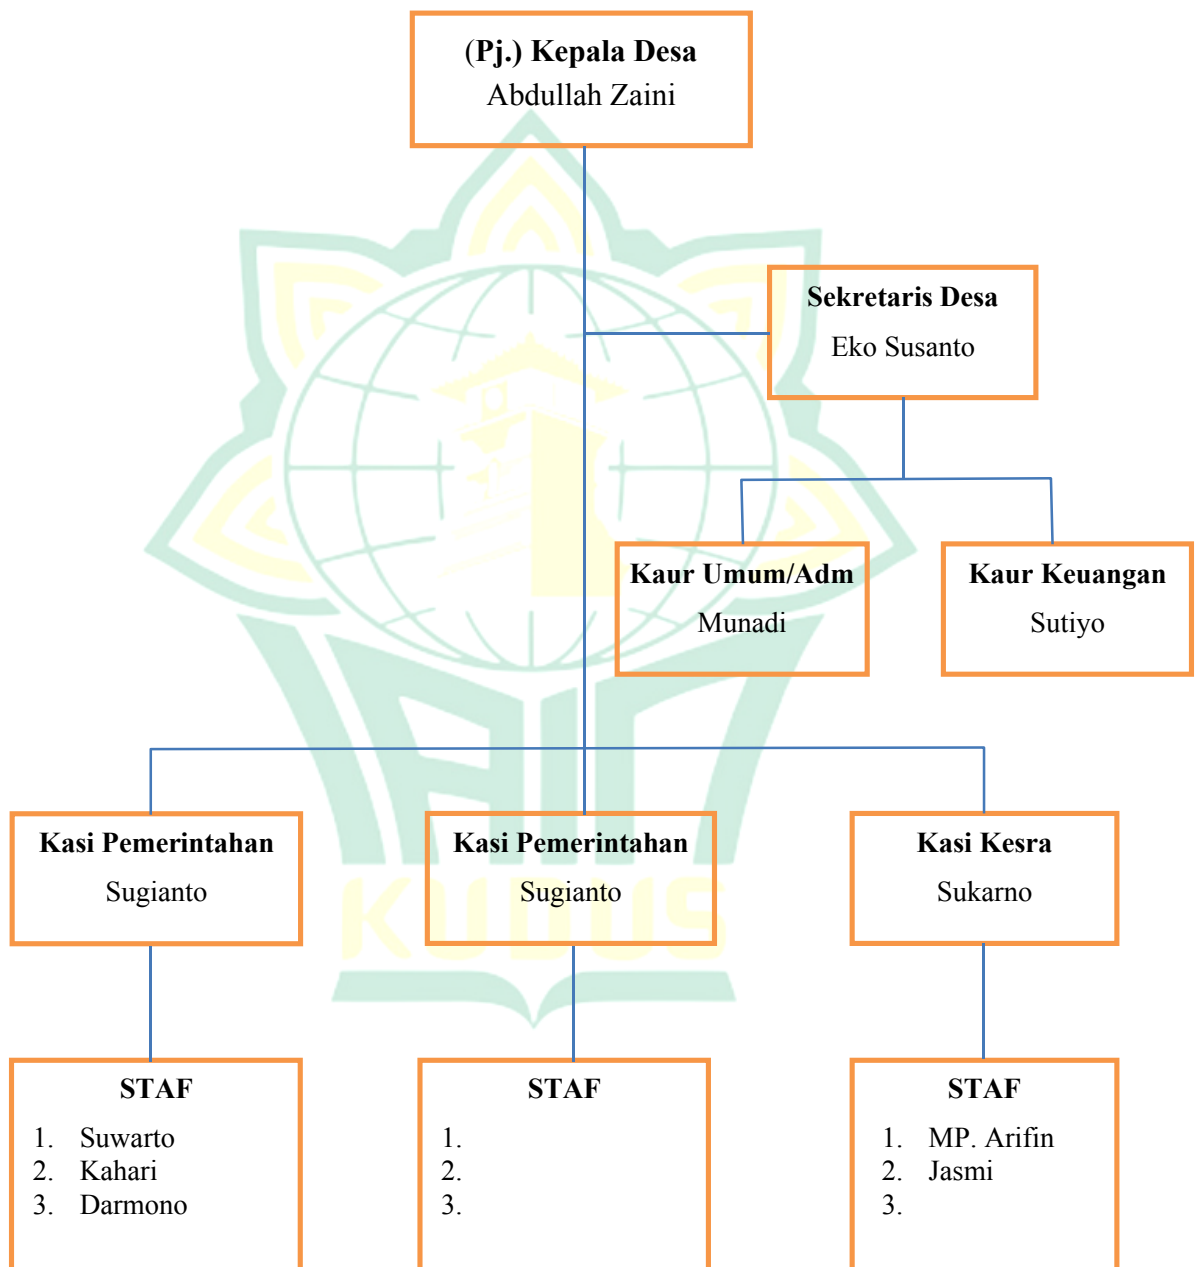 (Pj.) Kepala Desa
Abdullah Zaini
Sekretaris Desa
Eko Susanto
Kaur Umum/Adm
Munadi
Kaur Keuangan
Sutiyo
Kasi Pemerintahan
Sugianto
Kasi Pemerintahan
Sugianto
Kasi Kesra
Sukarno
STAF
1. Suwarto
2. Kahari
3. Darmono
STAF
1.
2.
3.
STAF
1. MP. Arifin
2. Jasmi
3.
IAIN
KUDUS